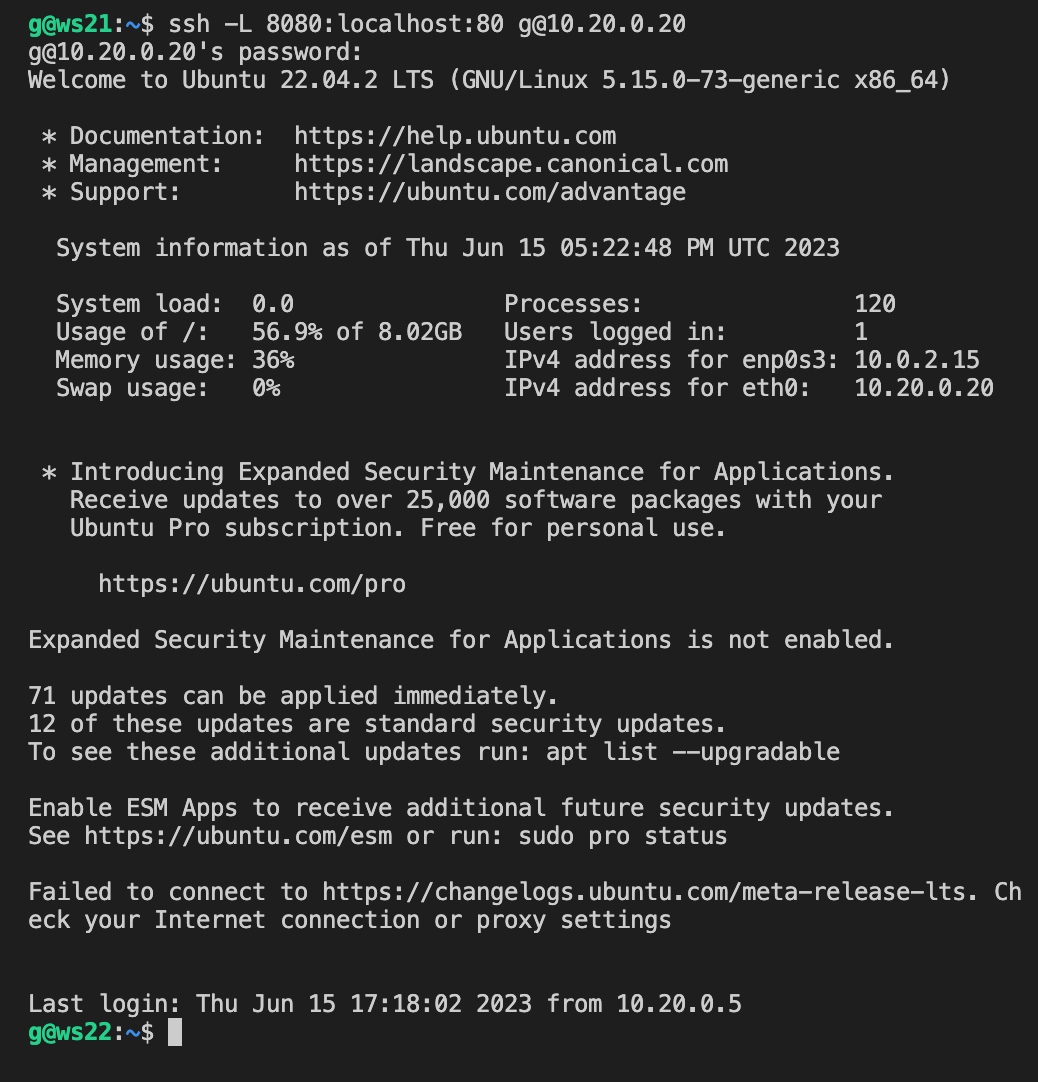 g@ws21:~$ ssh -L 8080:localhost:80 g@10.20.0.20
g@10.20.0.20's password:
Welcome to Ubuntu 22.04.2 LTS (GNU/Linux 5.15.0-73-generic x86_64)

 * Documentation:  https://help.ubuntu.com
 * Management:     https://landscape.canonical.com
 * Support:        https://ubuntu.com/advantage

  System information as of Thu Jun 15 05:22:48 PM UTC 2023

  System load:  0.0               Processes:               120
  Usage of /:   56.9% of 8.02GB   Users logged in:         1
  Memory usage: 36%               IPv4 address for enp0s3: 10.0.2.15
  Swap usage:   0%                IPv4 address for eth0:   10.20.0.20


 * Introducing Expanded Security Maintenance for Applications.
   Receive updates to over 25,000 software packages with your
   Ubuntu Pro subscription. Free for personal use.

     https://ubuntu.com/pro

Expanded Security Maintenance for Applications is not enabled.

71 updates can be applied immediately.
12 of these updates are standard security updates.
To see these additional updates run: apt list --upgradable

Enable ESM Apps to receive additional future security updates.
See https://ubuntu.com/esm or run: sudo pro status

Failed to connect to https://changelogs.ubuntu.com/meta-release-lts. Ch
eck your Internet connection or proxy settings


Last login: Thu Jun 15 17:18:02 2023 from 10.20.0.5
g@ws22:~$